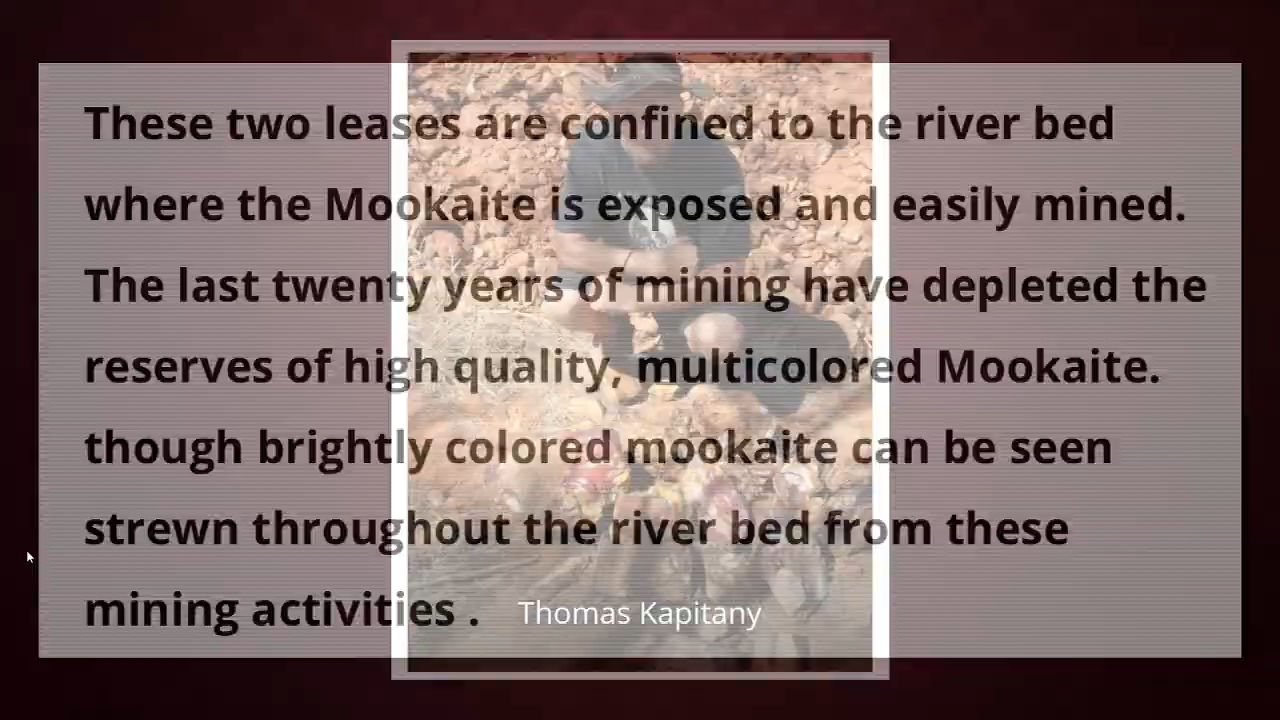 These two leases are confined to the river bed
where the Mookaite is exposed and easily mined.
The last twenty years of mining have depleted the
reserves of high quality, multicolored Mookaite.
though brightly colored mookaite can be seen
strewn throughout the river bed from these
mining activities .
Thomas Kapitany